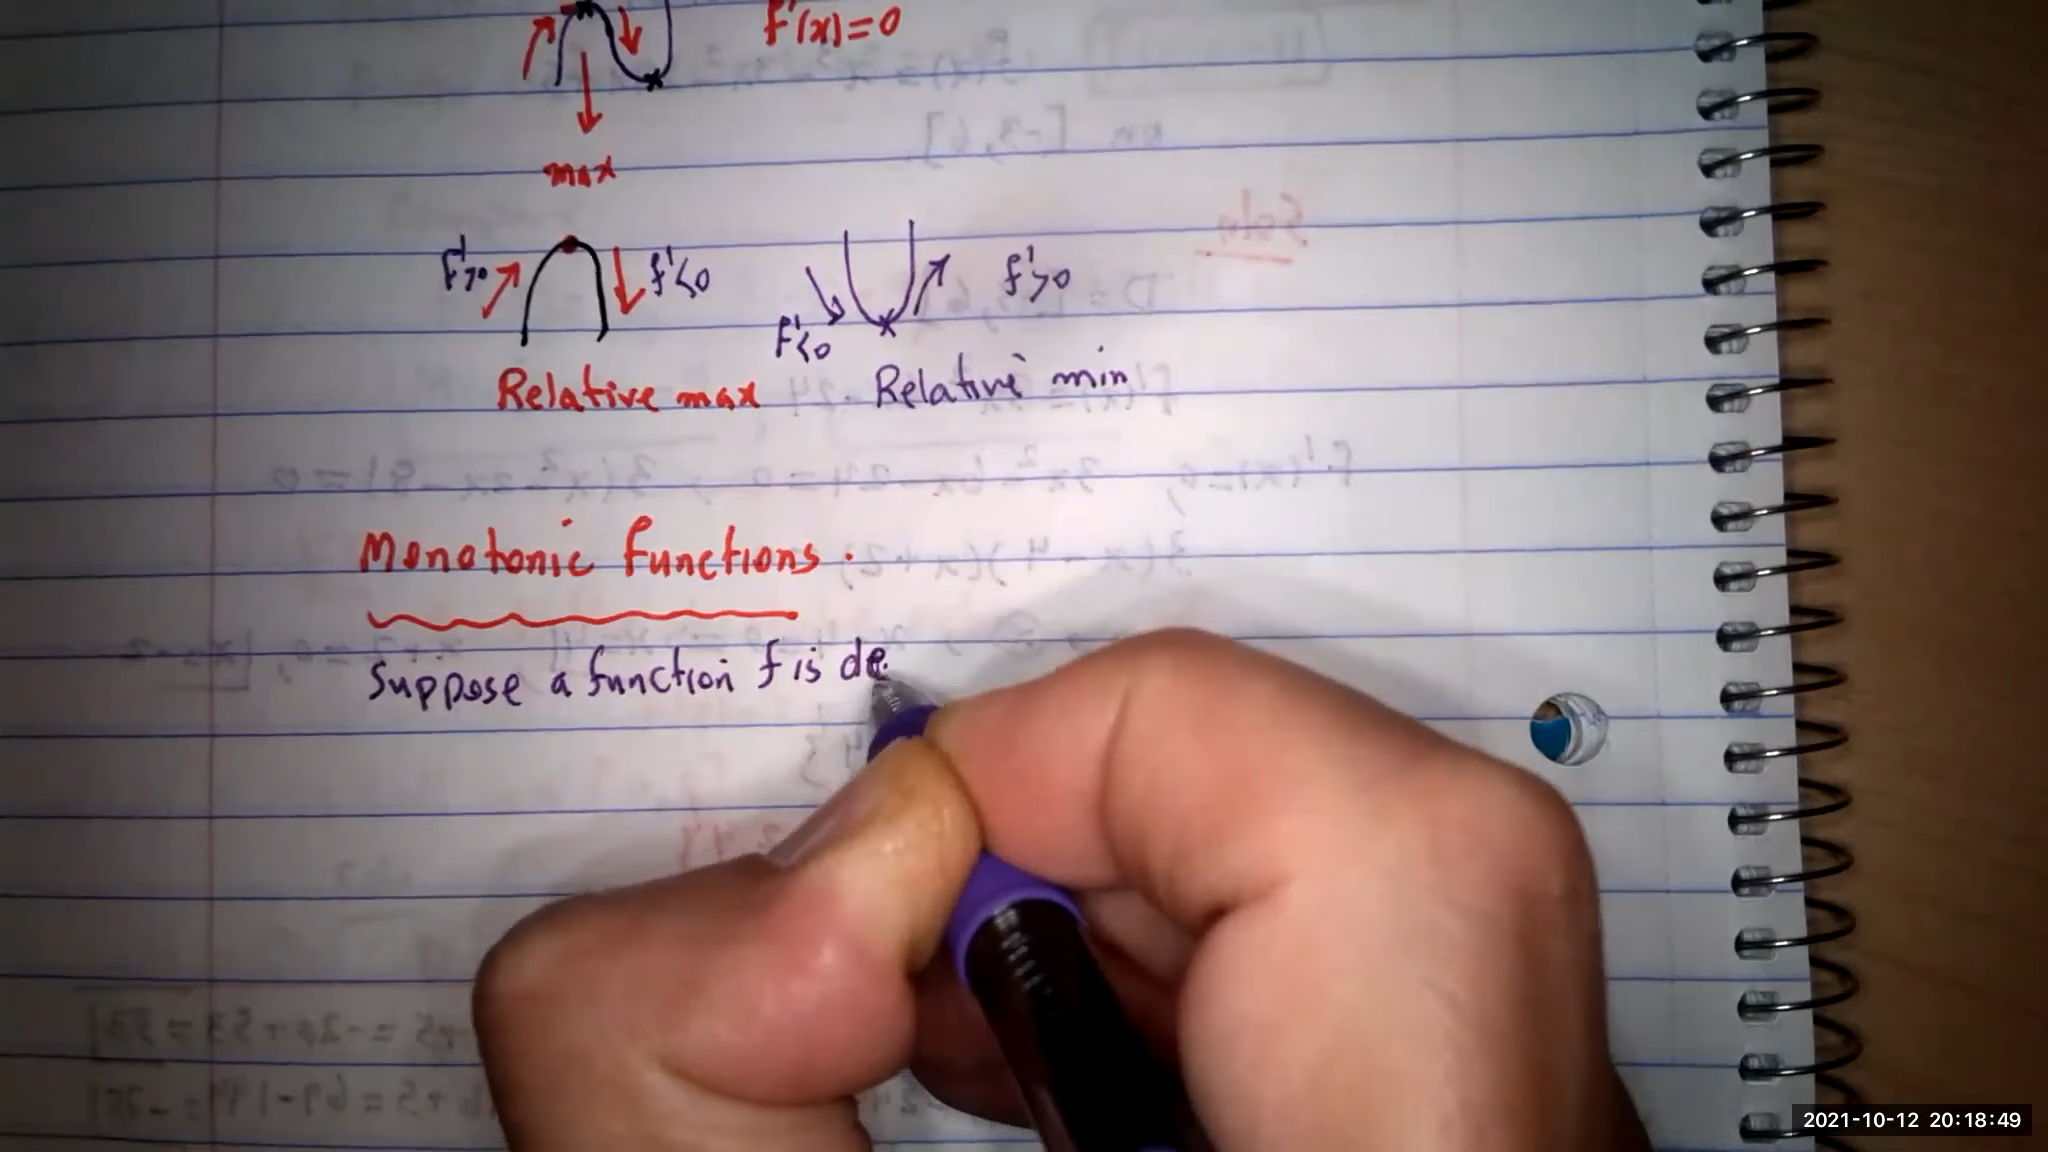 f'(x)=0
max
f'>0 f'<0 f'<0 f'>0
Relative max Relative min
Monotonic functions.
Suppose a function f is de
2021-10-12 20:18:49